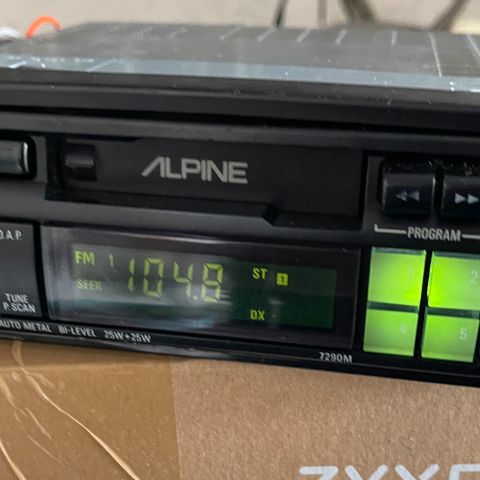 ALPINE
PROGRAM
FM 1 104.8 ST 1
SEEK
DX
TUNE
P.SCAN
1 2
4 5
AUTO METAL BI-LEVEL 25W+25W
7290M